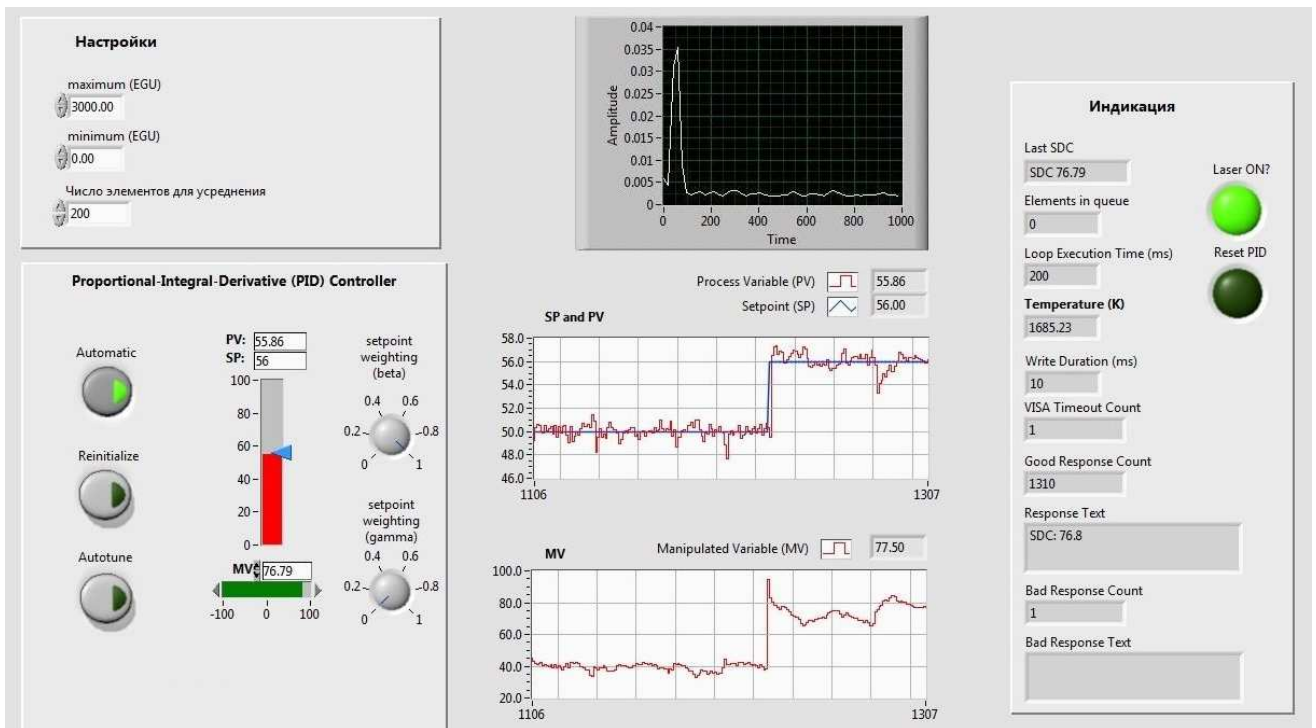 Настройки
maximum (EGU)
3000.00
minimum (EGU)
0.00
Число элементов для усреднения
200
0.04
0.035
0.03
0.025
0.02
0.015
0.01
0.005
0
Amplitude
0 200 400 600 800 1000
Time
Proportional-Integral-Derivative (PID) Controller
Automatic
Reinitialize
Autotune
PV: 55.86
SP: 56
100
80
60
40
20
0
MV 76.79
-100 0 100
setpoint
weighting
(beta)
0.4 0.6
0.2 0.8
0 1
setpoint
weighting
(gamma)
0.4 0.6
0.2 0.8
0 1
Process Variable (PV) 55.86
Setpoint (SP) 56.00
SP and PV
58.0
56.0
54.0
52.0
50.0
48.0
46.0
1106 1307
MV
Manipulated Variable (MV) 77.50
100.0
80.0
60.0
40.0
20.0
1106 1307
Индикация
Last SDC
SDC 76.79
Laser ON?
Elements in queue
0
Loop Execution Time (ms)
200
Reset PID
Temperature (K)
1685.23
Write Duration (ms)
10
VISA Timeout Count
1
Good Response Count
1310
Response Text
SDC: 76.8
Bad Response Count
1
Bad Response Text